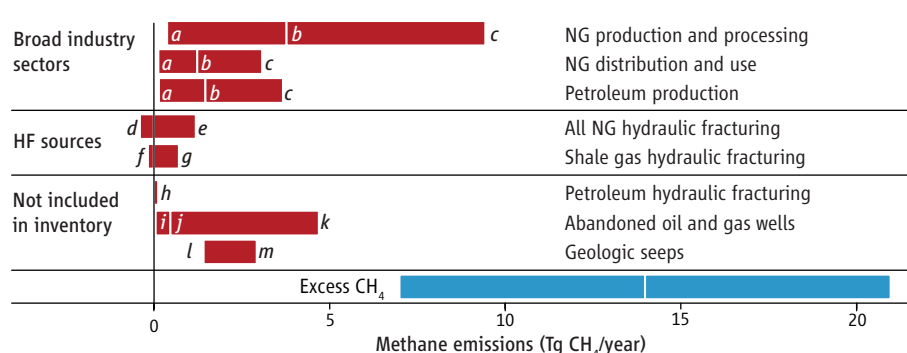 Broad industry
sectors
a b c NG production and processing
a b c NG distribution and use
a b c Petroleum production
HF sources
d e All NG hydraulic fracturing
f g Shale gas hydraulic fracturing
Not included
in inventory
h Petroleum hydraulic fracturing
i j k Abandoned oil and gas wells
l m Geologic seeps
Excess CH₄
0 5 10 15 20
Methane emissions (Tg CH₄/year)